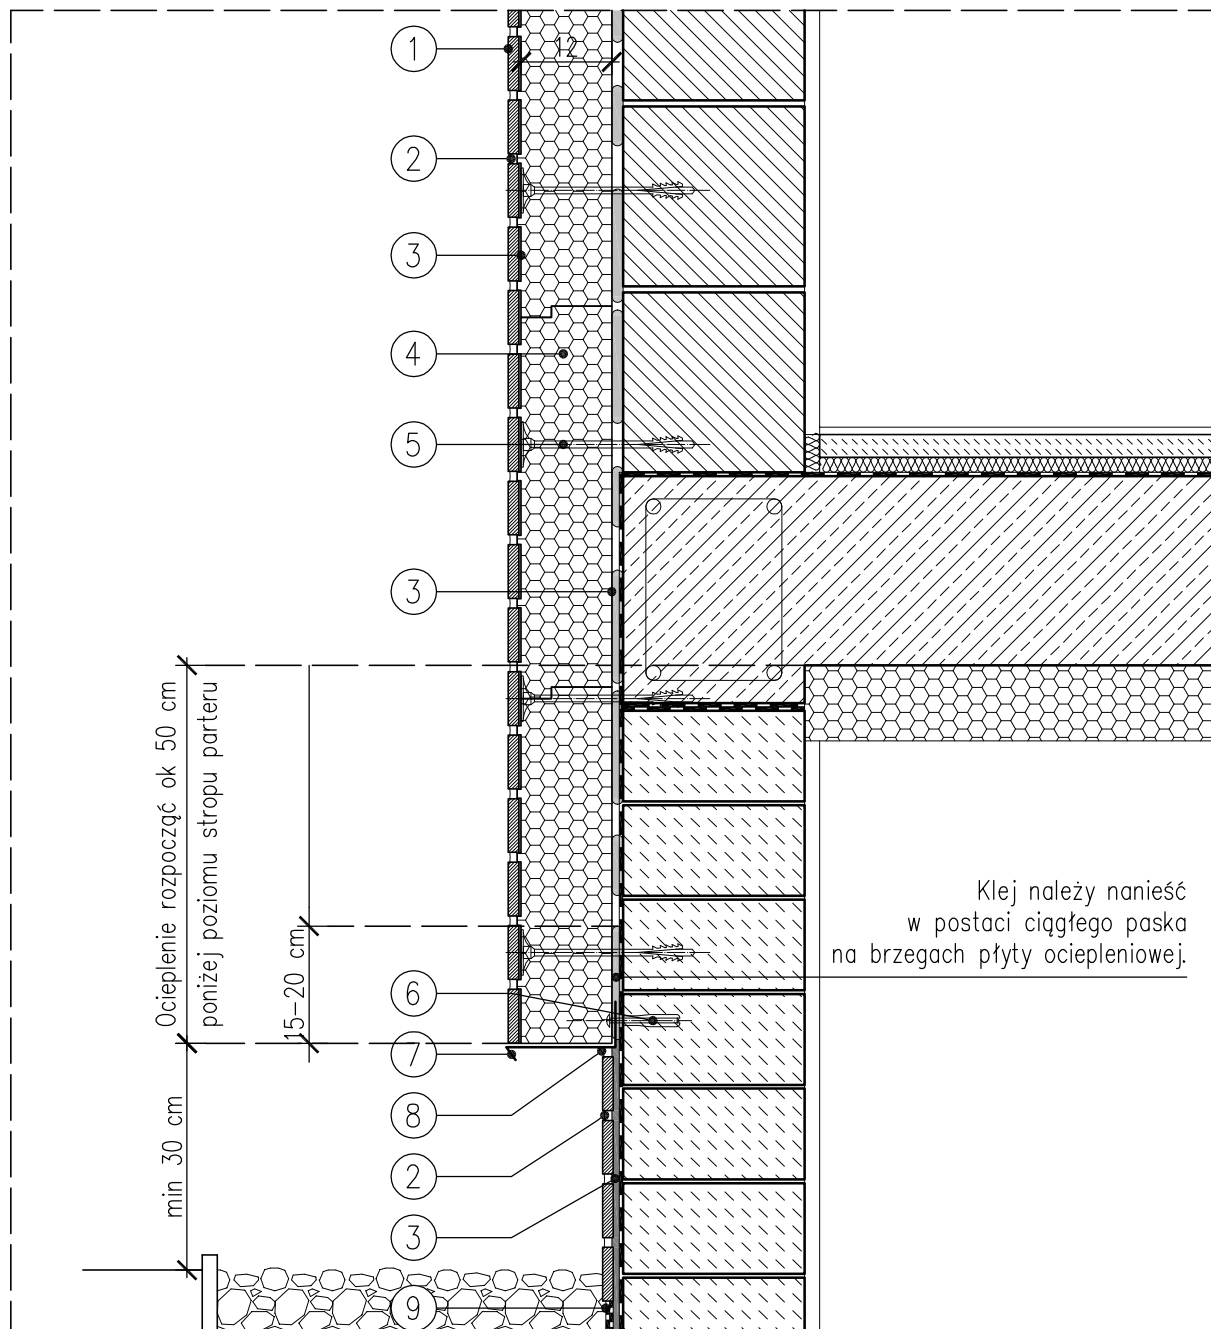 1
12
2
3
4
5
3
Ocieplenie rozpocząć ok 50 cm
poniżej poziomu stropu parteru
15-20 cm
Klej należy nanieść
w postaci ciągłego paska
na brzegach płyty ociepleniowej.
6
7
8
min 30 cm
2
3
9